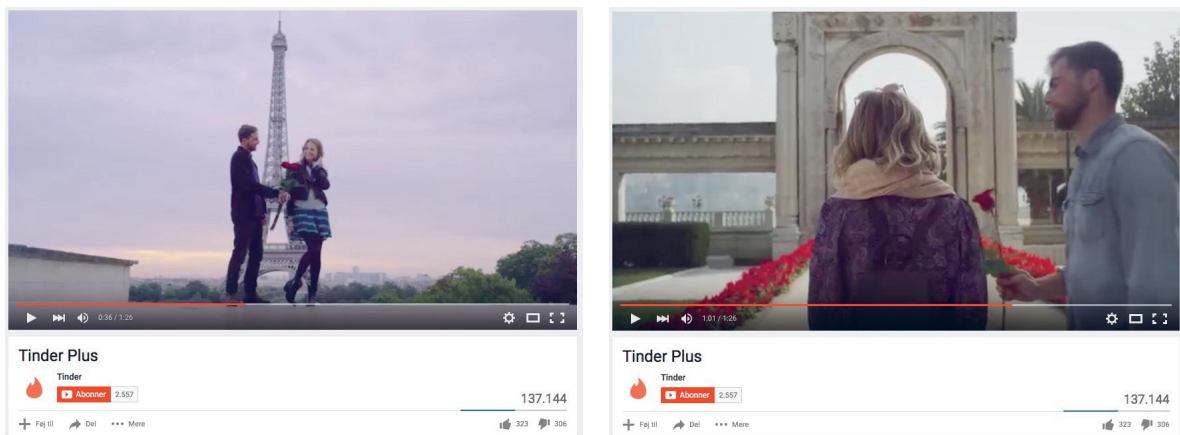 0:36 / 1:26
Tinder Plus
Tinder
Abonner 2.557
137.144
Føj til Del Mere 323 306
1:01 / 1:26
Tinder Plus
Tinder
Abonner 2.557
137.144
Føj til Del Mere 323 306